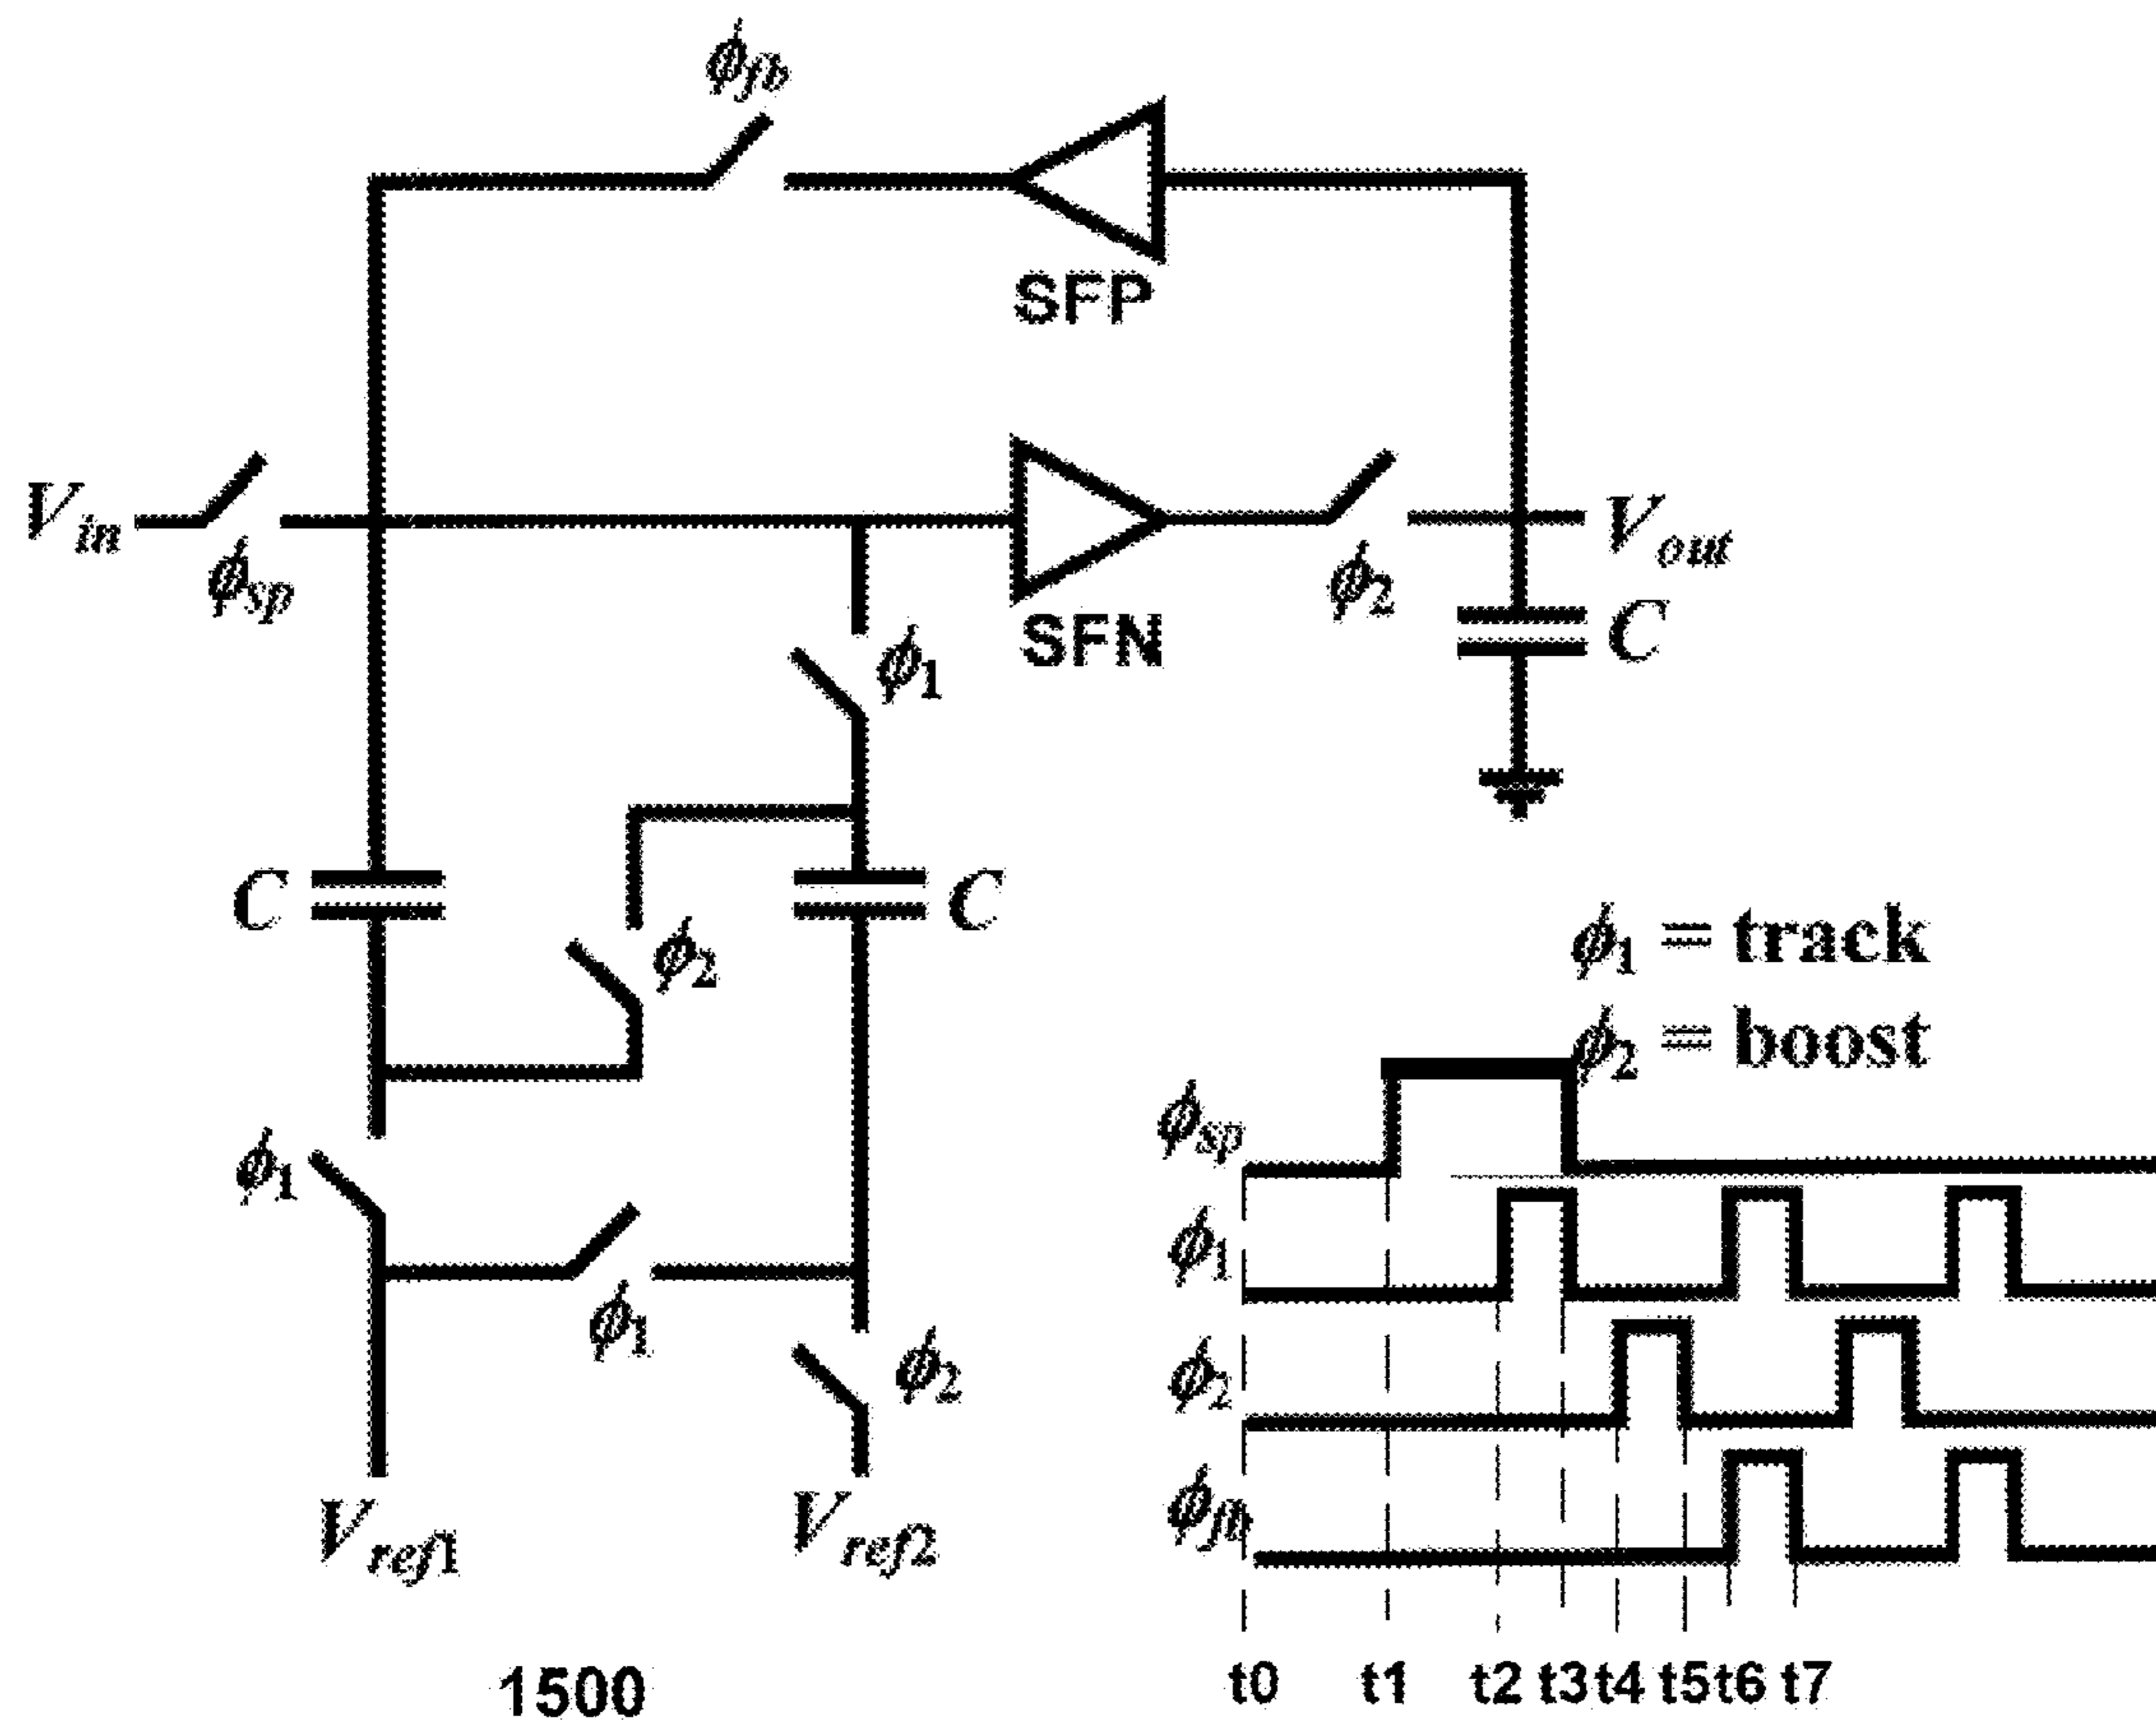 ϕfb
SFP
Vin
ϕsp
SFN
ϕ2
Vout
C
ϕ1
C
C
ϕ2
ϕ1 = track
ϕ2 = boost
ϕ1
ϕ1
ϕ2
Vref1
Vref2
ϕsp
ϕ1
ϕ2
ϕfb
t0 t1 t2 t3 t4 t5 t6 t7
1500